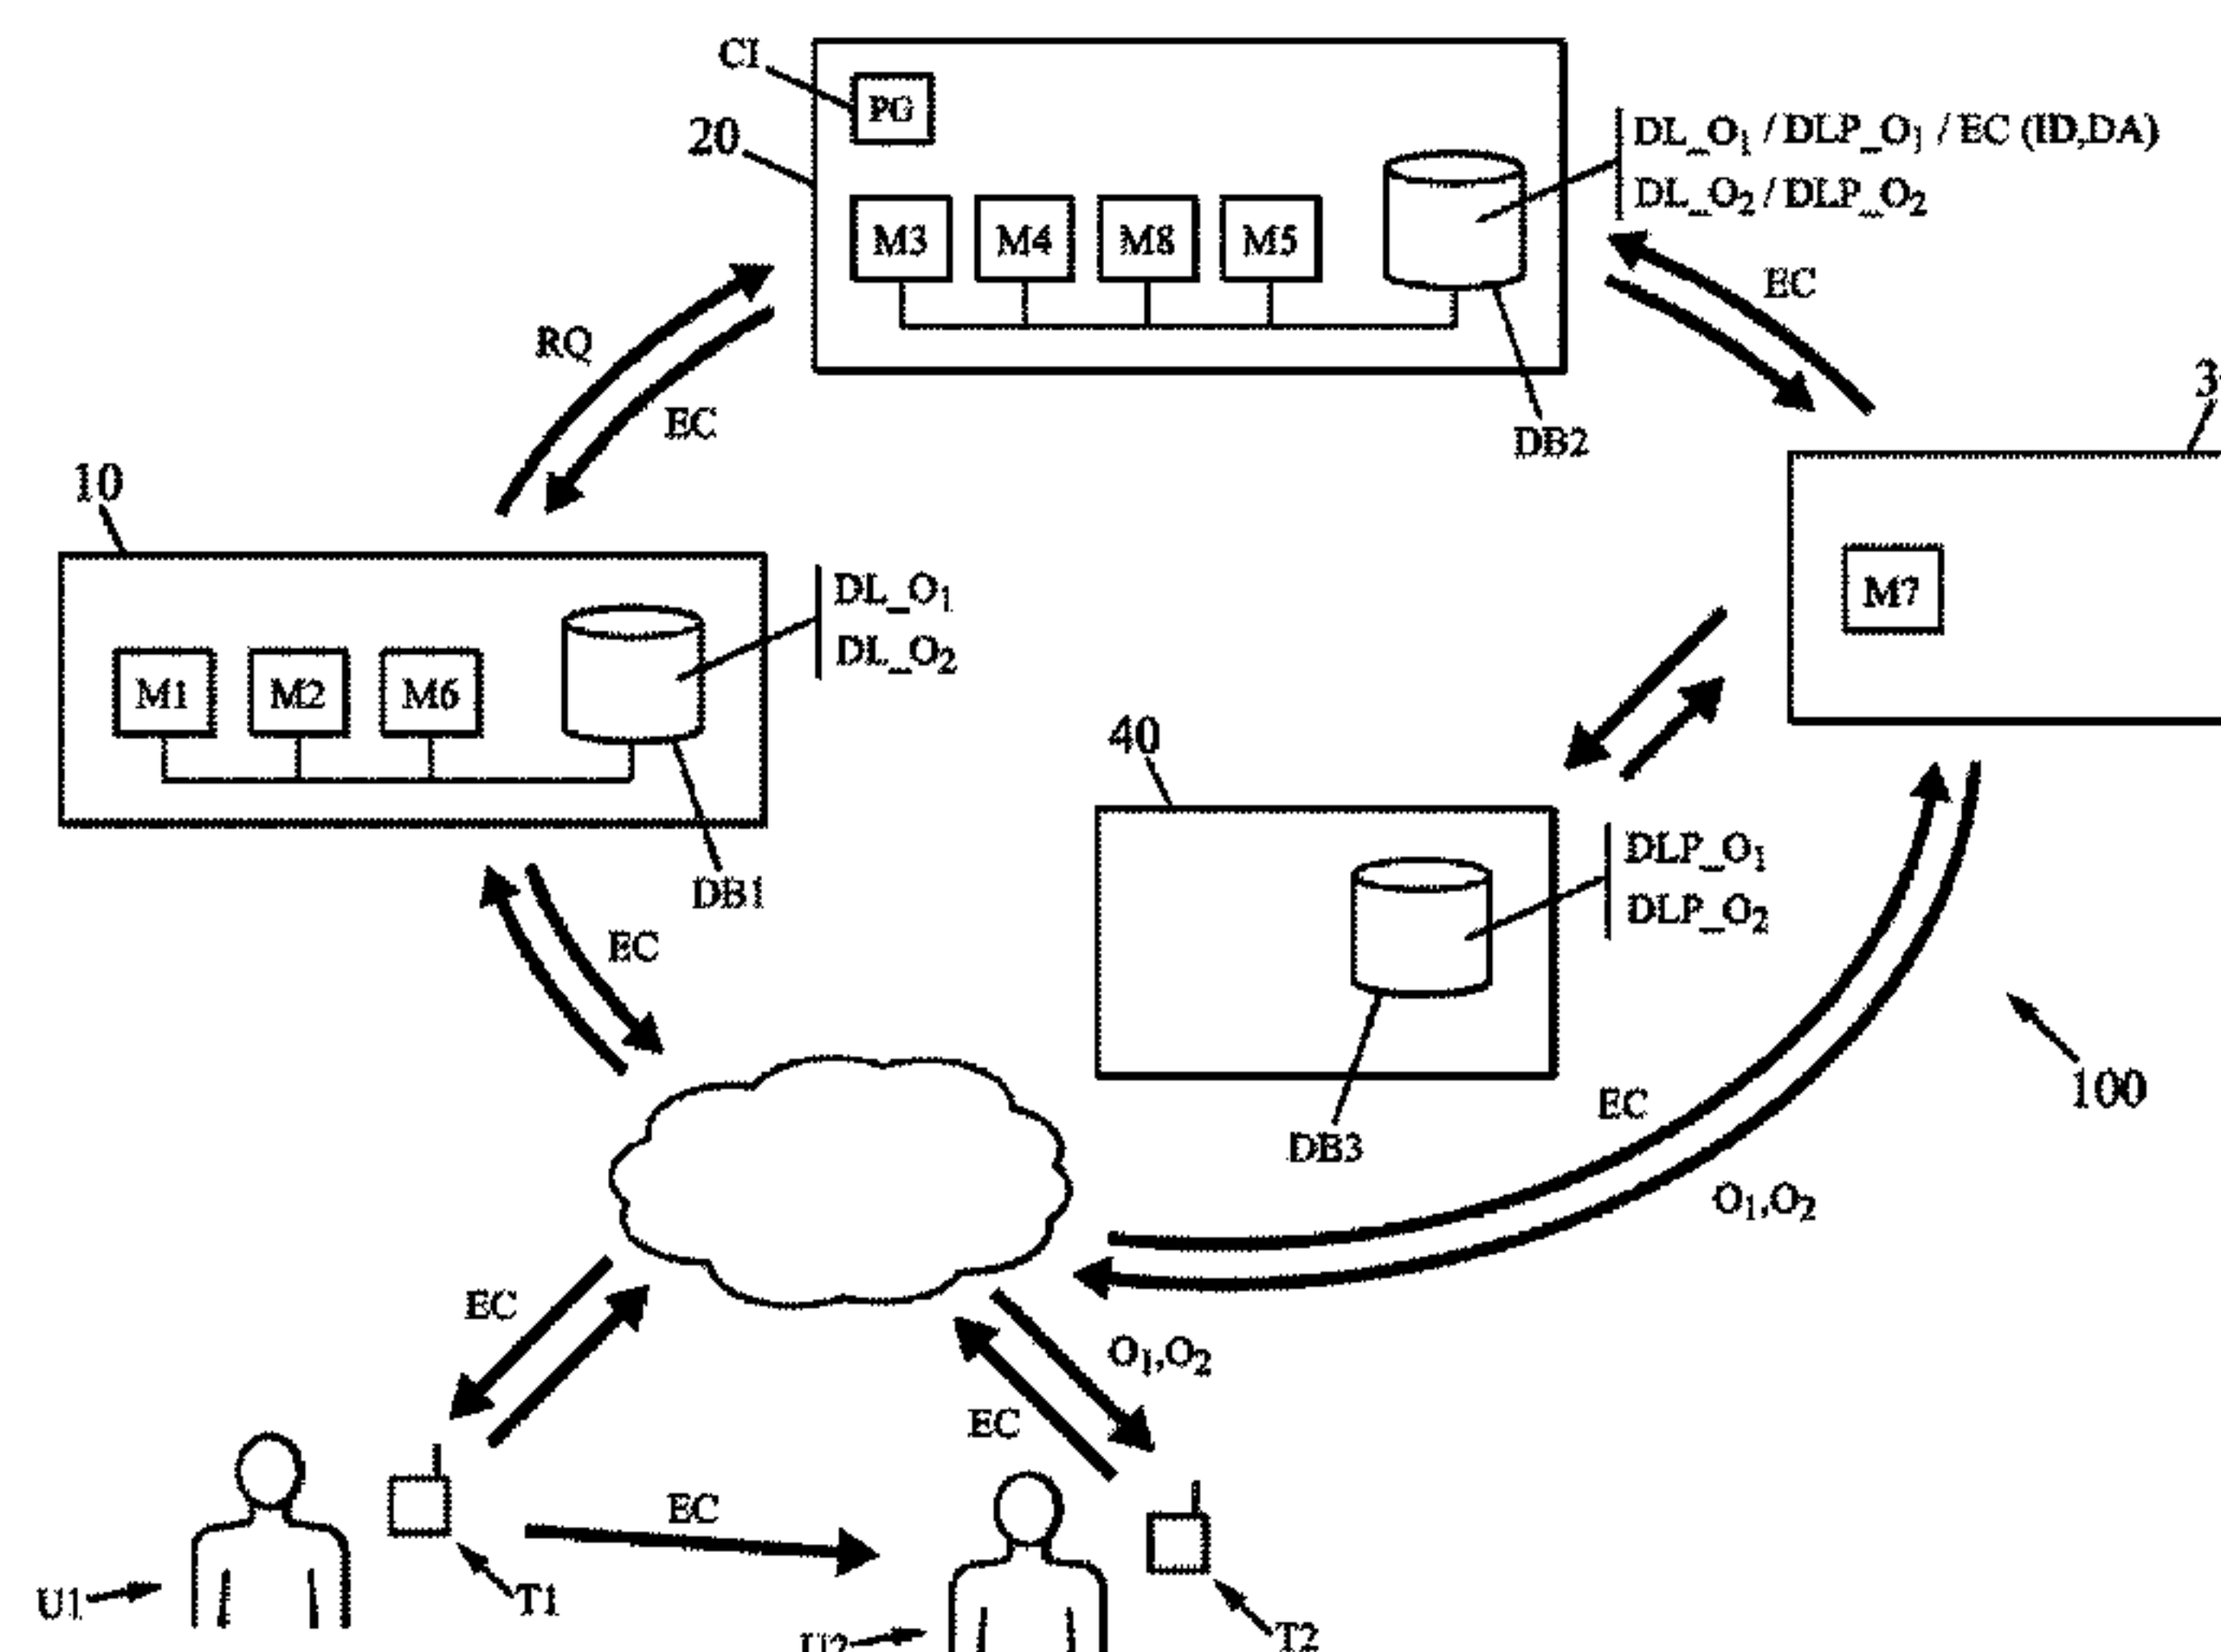 CI
PG
20
DL_O1 / DLP_O1 / EC (ID,DA)
DL_O2 / DLP_O2
M3 M4 M8 M5
EC
RQ
EC
DB2
10
DL_O1
DL_O2
M7
M1 M2 M6
40
DLP_O1
DLP_O2
DB1
EC
100
EC
DB3
O1,O2
EC
O1,O2
EC
EC
U1
T1
U2
T2